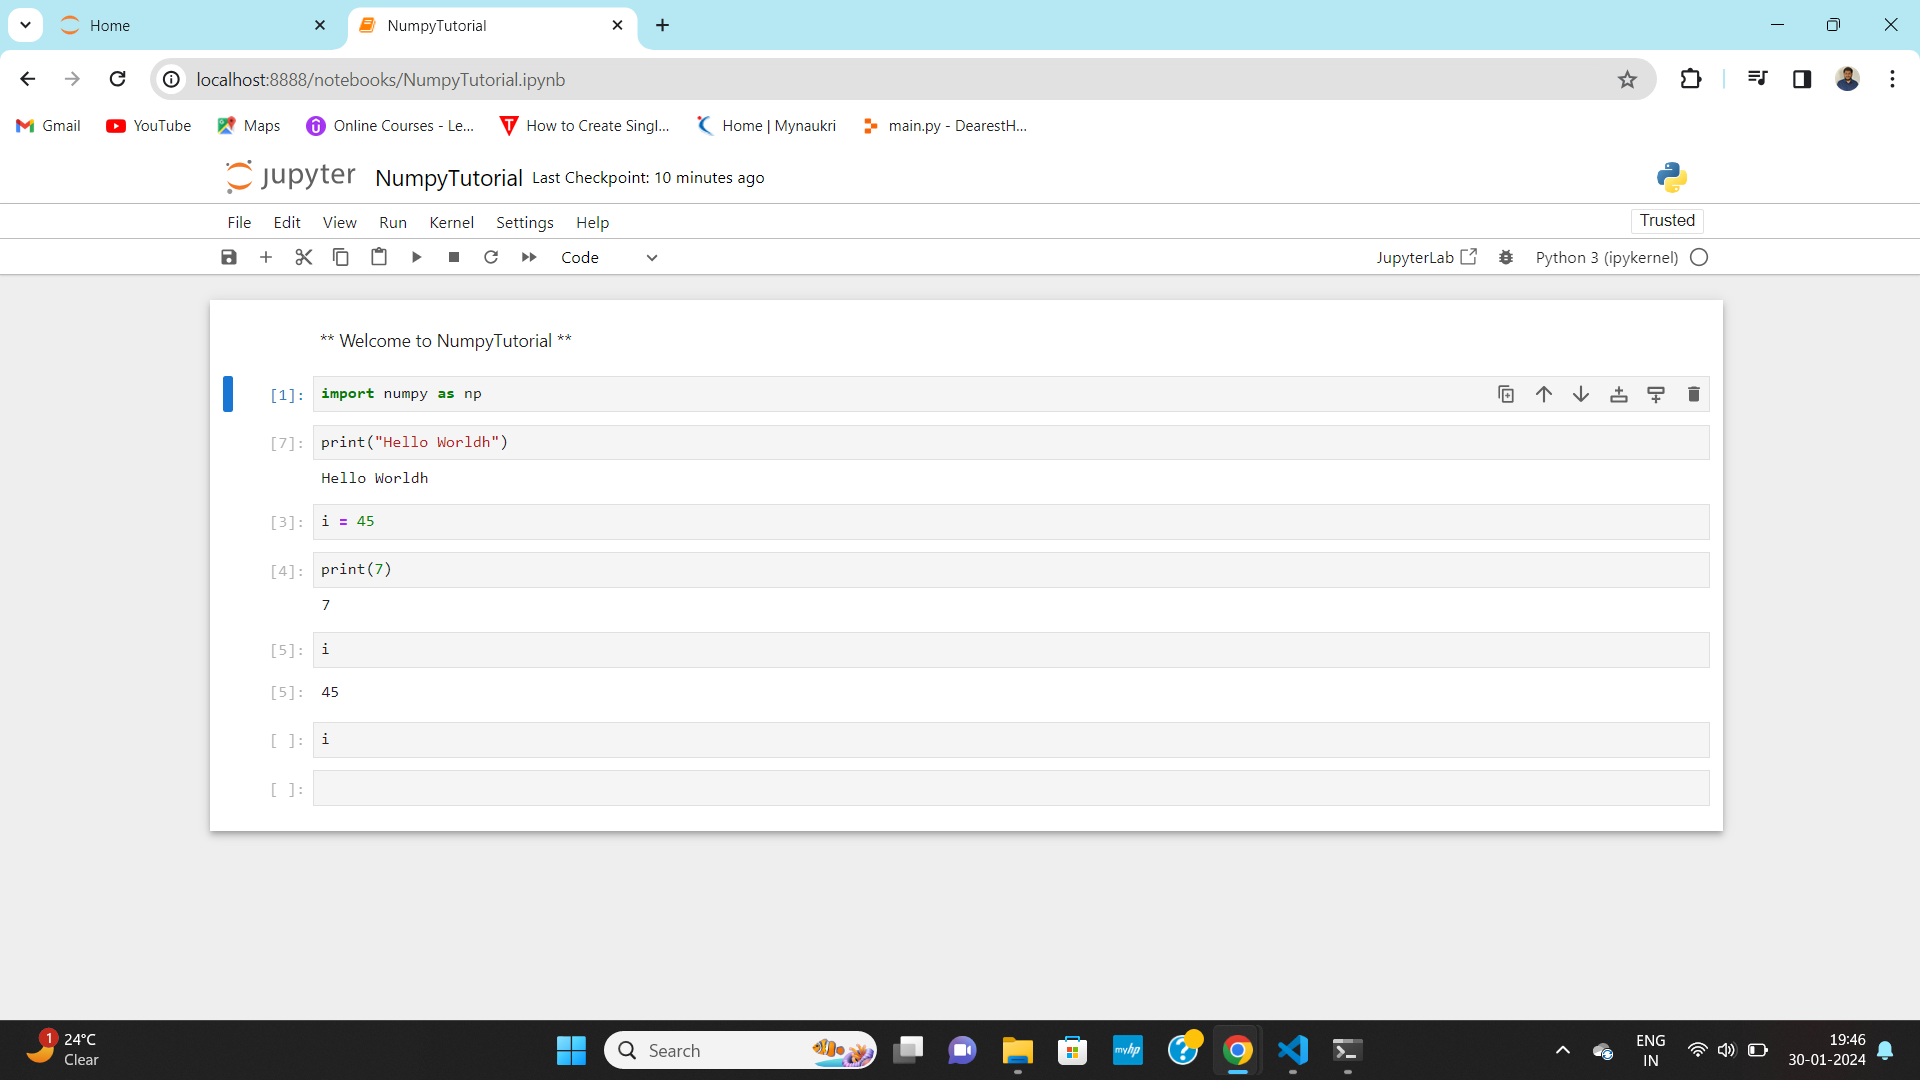 Home
NumpyTutorial
localhost:8888/notebooks/NumpyTutorial.ipynb
Gmail YouTube Maps Online Courses - Le... How to Create Singl... Home | Mynaukri main.py - DearestH...
jupyter NumpyTutorial Last Checkpoint: 10 minutes ago
File Edit View Run Kernel Settings Help Trusted
Code JupyterLab Python 3 (ipykernel)
** Welcome to NumpyTutorial **
[1]: import numpy as np
[7]: print("Hello Worldh")
Hello Worldh
[3]: i = 45
[4]: print(7)
7
[5]: i
[5]: 45
[ ]: i
[ ]:
1 24°C
Clear
Search
myhp
ENG
IN
19:46
30-01-2024